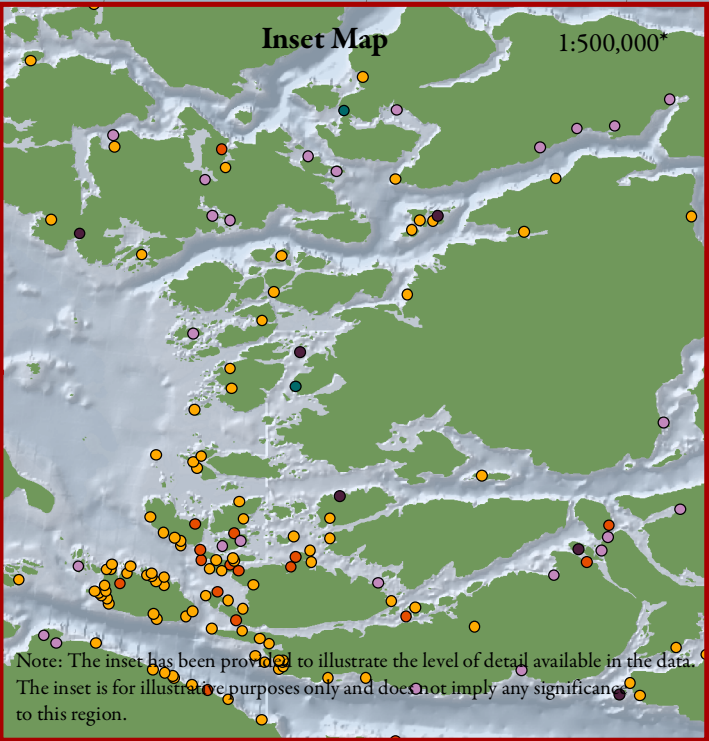 Inset Map
1:500,000*
Note: The inset has been provided to illustrate the level of detail available in the data.
The inset is for illustrative purposes only and does not imply any significance
to this region.